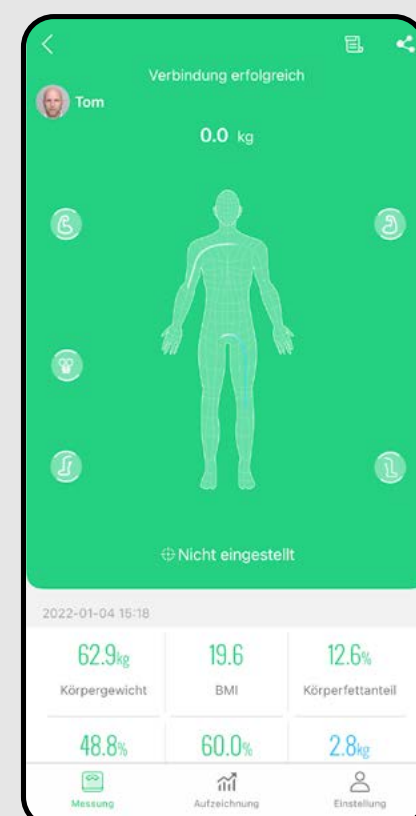 Verbindung erfolgreich
Tom
0.0 kg
Nicht eingestellt
2022-01-04 15:18
62.9kg 19.6 12.6%
Körpergewicht BMI Körperfettanteil
48.8% 60.0% 2.8kg
Messung Aufzeichnung Einstellung